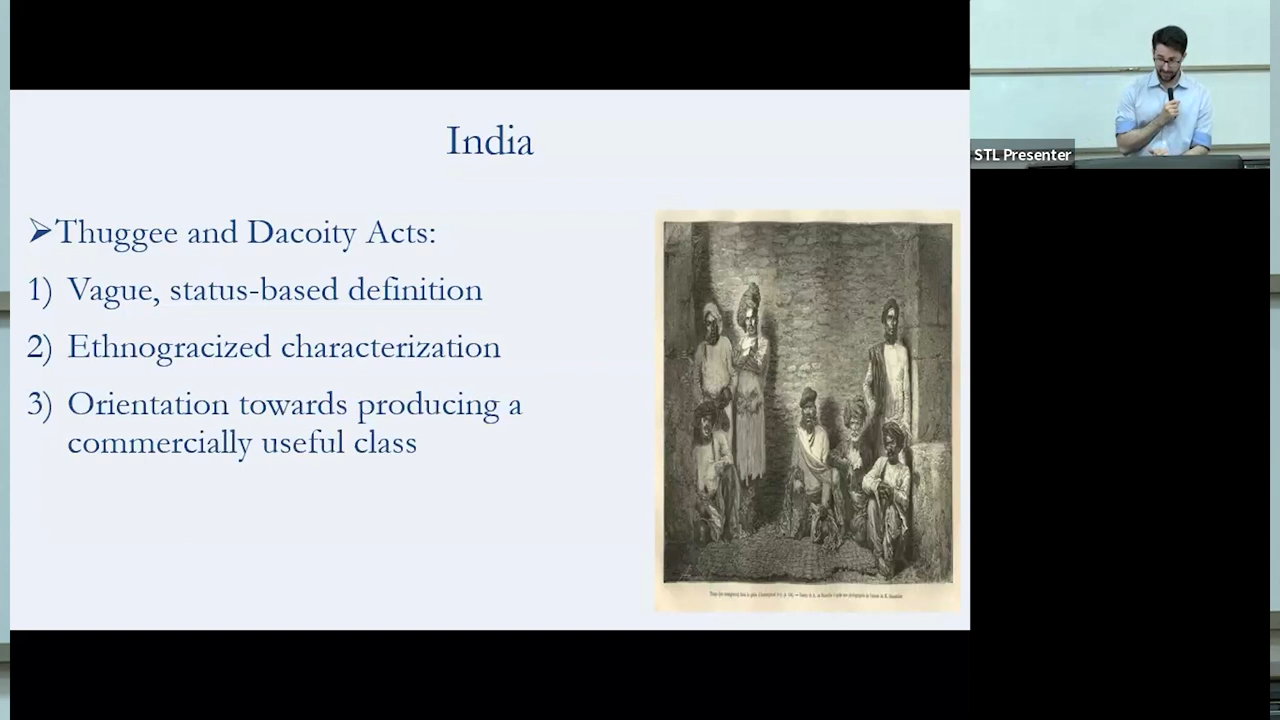 India
➢Thuggee and Dacoity Acts:
1) Vague, status-based definition
2) Ethnogracized characterization
3) Orientation towards producing a
commercially useful class
STL Presenter